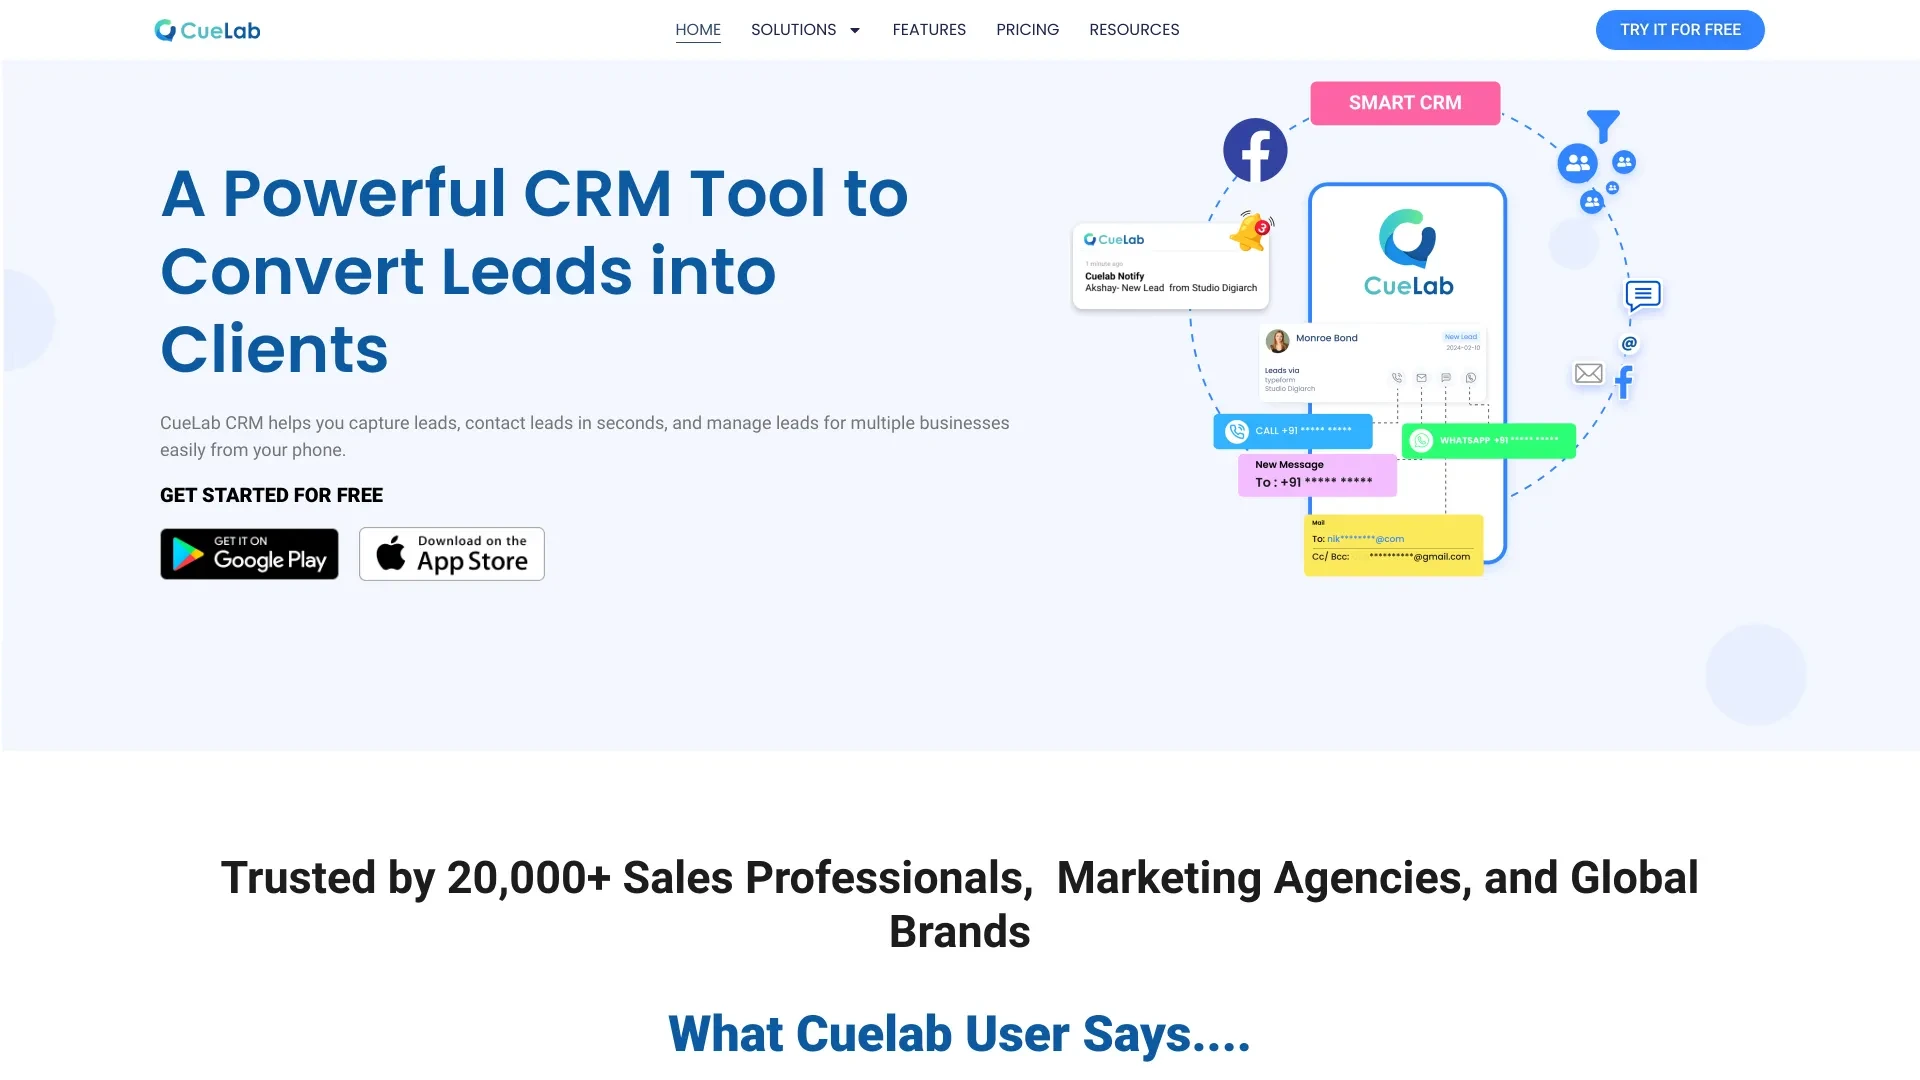 CueLab
HOME
SOLUTIONS
FEATURES
PRICING
RESOURCES
TRY IT FOR FREE
A Powerful CRM Tool to
Convert Leads into
Clients
CueLab CRM helps you capture leads, contact leads in seconds, and manage leads for multiple businesses
easily from your phone.
GET STARTED FOR FREE
GET IT ON
Google Play
Download on the
App Store
SMART CRM
CueLab
3
1 minute ago
Cuelab Notify
Akshay- New Lead from Studio Digiarch
CueLab
Monroe Bond
New Lead
2024-02-10
Leads via
typeform
Studio Digiarch
CALL +91 ***** *****
WHATSAPP +91 ***** *****
New Message
To : +91 ***** *****
Mail
To: nik********@com
Cc/ Bcc: **********@gmail.com
@
Trusted by 20,000+ Sales Professionals, Marketing Agencies, and Global
Brands
What Cuelab User Says....